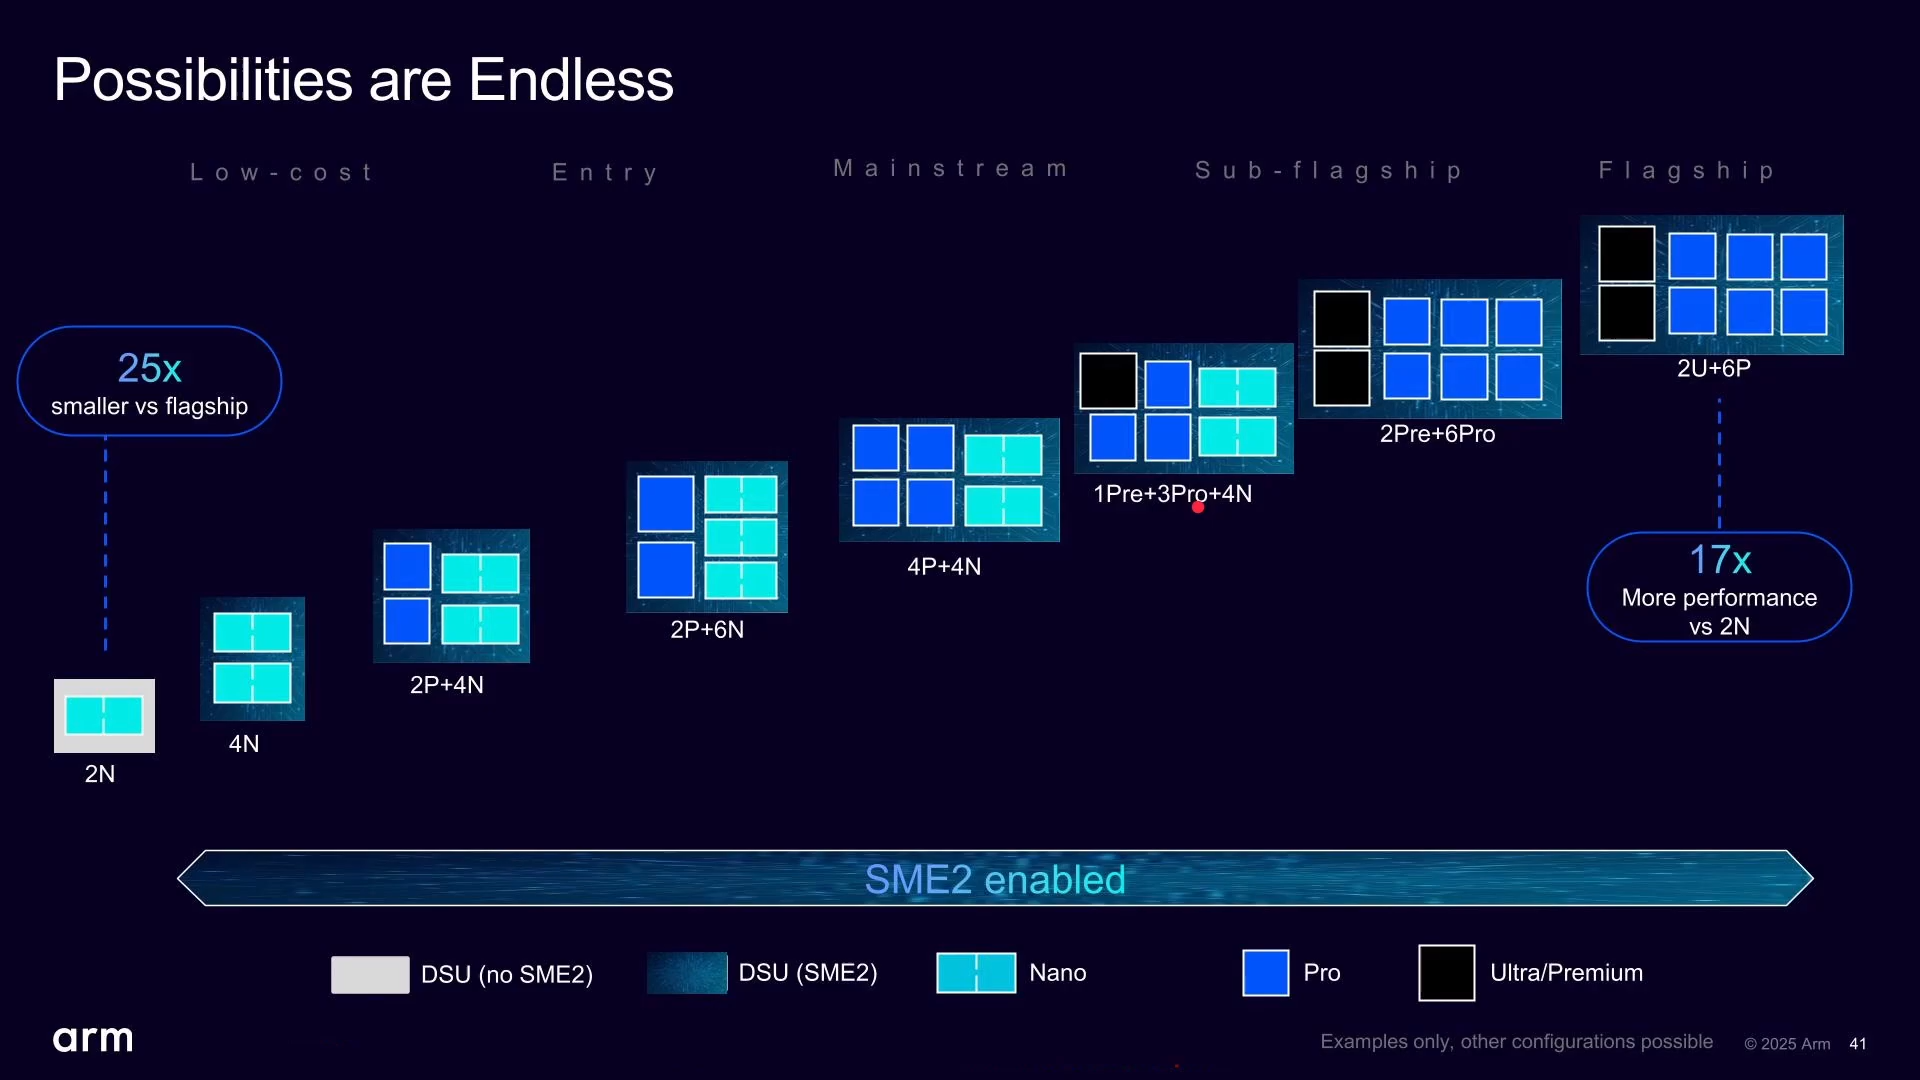 Possibilities are Endless
Low-cost
Entry
Mainstream
Sub-flagship
Flagship
25x
smaller vs flagship
2N
4N
2P+4N
2P+6N
4P+4N
1Pre+3Pro+4N
2Pre+6Pro
2U+6P
17x
More performance
vs 2N
SME2 enabled
DSU (no SME2)
DSU (SME2)
Nano
Pro
Ultra/Premium
arm
Examples only, other configurations possible
© 2025 Arm
41